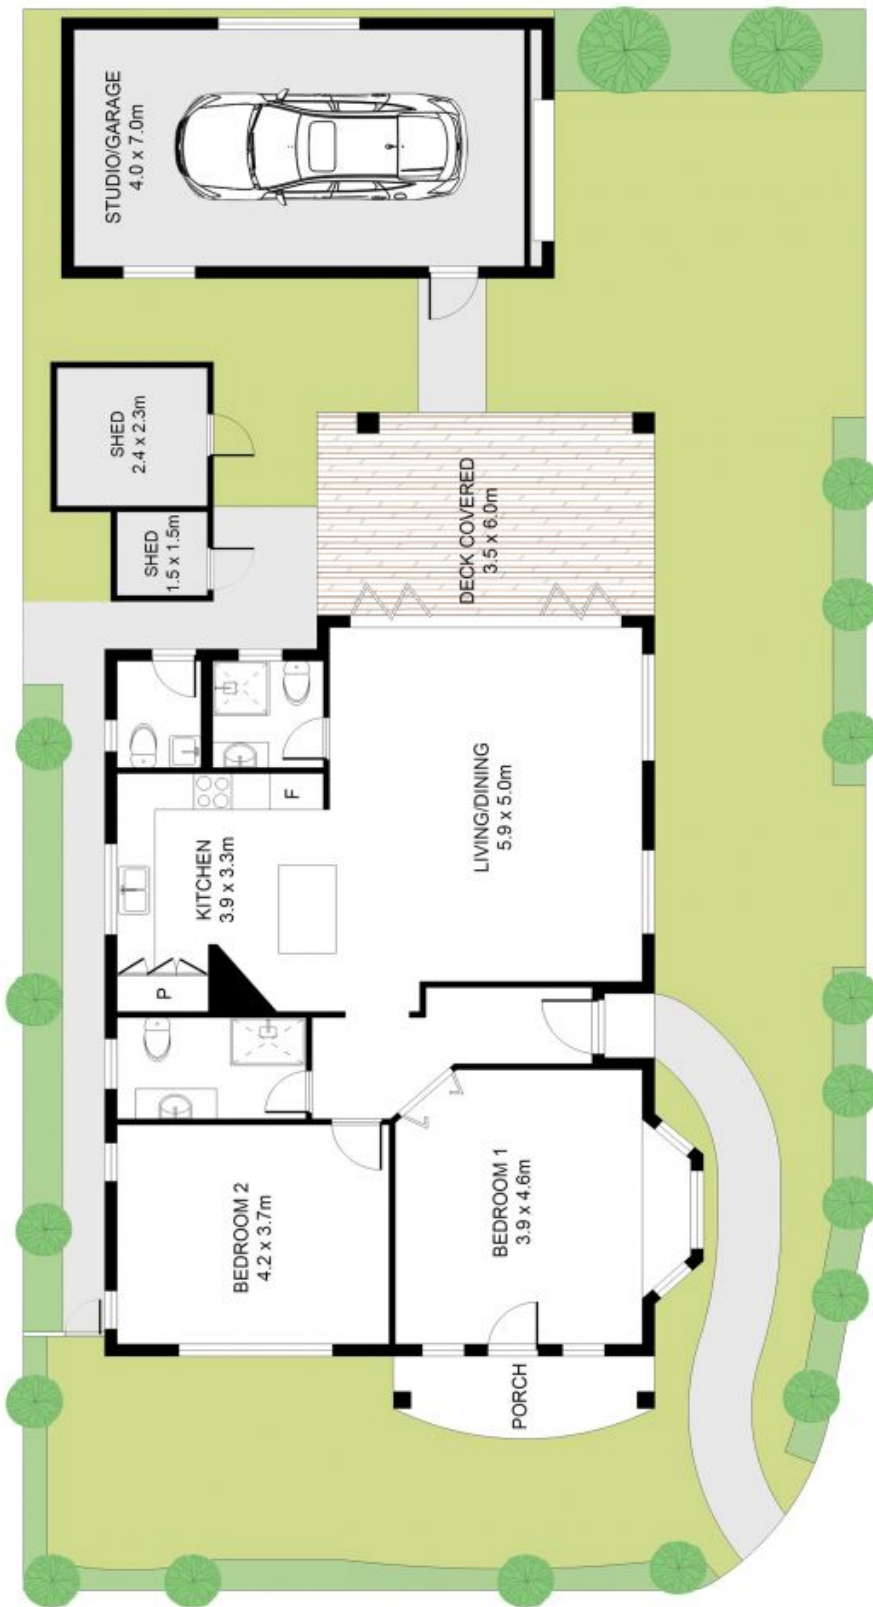 STUDIO/GARAGE
4.0 x 7.0m
SHED
2.4 x 2.3m
SHED
1.5 x 1.5m
DECK COVERED
3.5 x 6.0m
LIVING/DINING
5.9 x 5.0m
F
KITCHEN
3.9 x 3.3m
P
BEDROOM 1
3.9 x 4.6m
BEDROOM 2
4.2 x 3.7m
PORCH